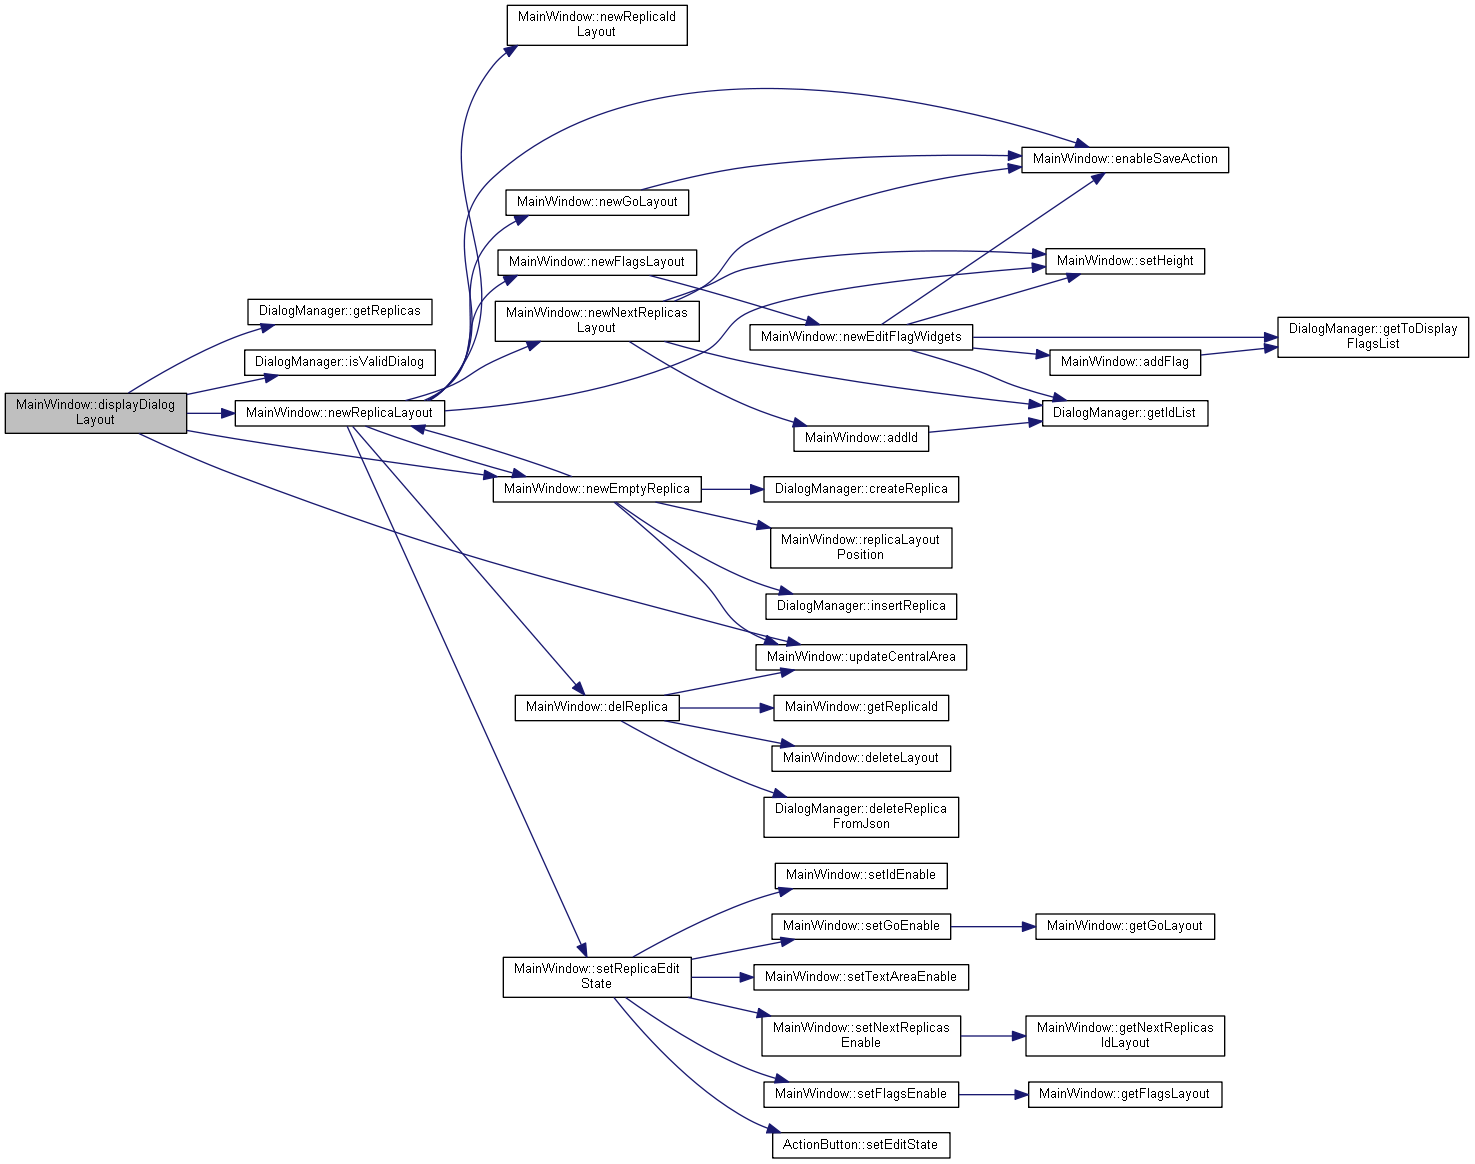 MainWindow::newReplicaId
Layout
MainWindow::enableSaveAction
MainWindow::newGoLayout
MainWindow::newFlagsLayout
MainWindow::setHeight
DialogManager::getReplicas
MainWindow::newNextReplicas
Layout
MainWindow::newEditFlagWidgets
DialogManager::getToDisplay
FlagsList
DialogManager::isValidDialog
MainWindow::addFlag
MainWindow::displayDialog
Layout
MainWindow::newReplicaLayout
DialogManager::getIdList
MainWindow::addId
MainWindow::newEmptyReplica
DialogManager::createReplica
MainWindow::replicaLayout
Position
DialogManager::insertReplica
MainWindow::updateCentralArea
MainWindow::delReplica
MainWindow::getReplicaId
MainWindow::deleteLayout
DialogManager::deleteReplica
FromJson
MainWindow::setIdEnable
MainWindow::setGoEnable
MainWindow::getGoLayout
MainWindow::setReplicaEdit
State
MainWindow::setTextAreaEnable
MainWindow::setNextReplicas
Enable
MainWindow::getNextReplicas
IdLayout
MainWindow::setFlagsEnable
MainWindow::getFlagsLayout
ActionButton::setEditState